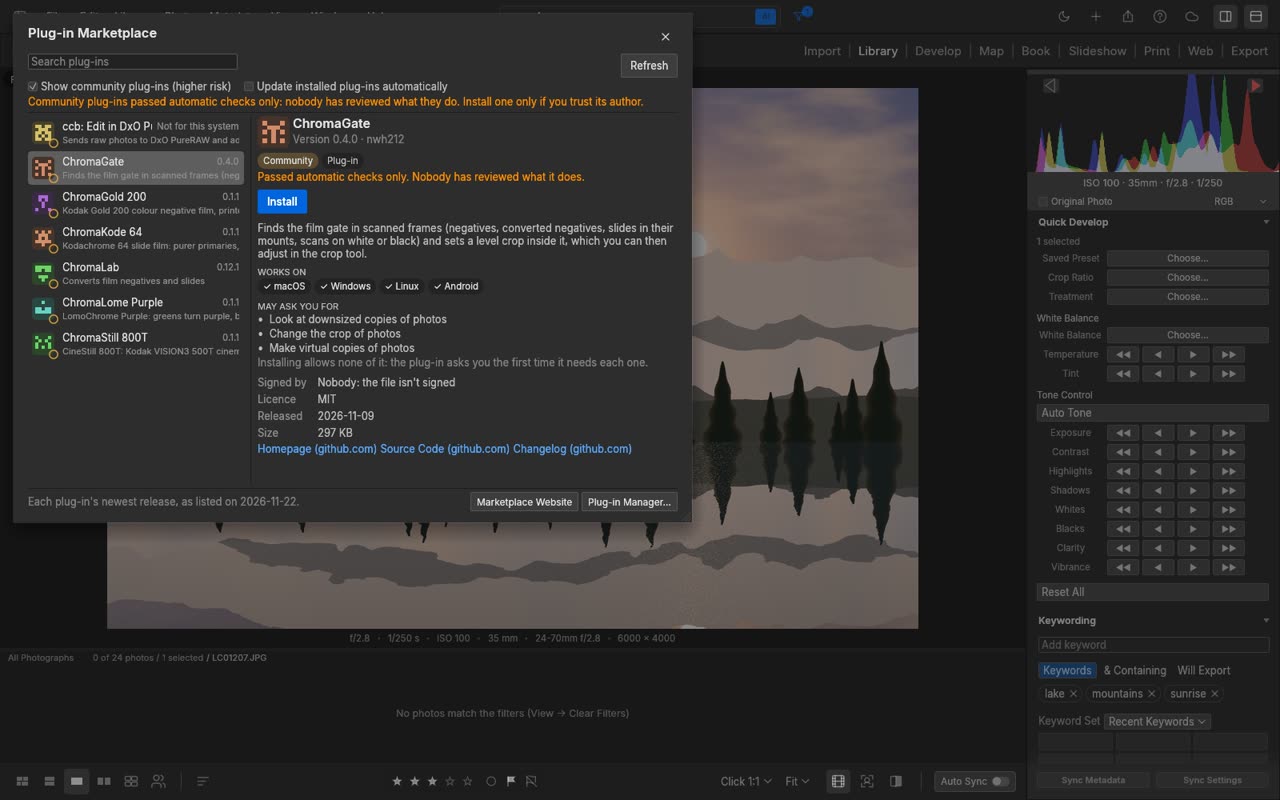 Plug-in Marketplace
Search plug-ins
Refresh
Show community plug-ins (higher risk)
Update installed plug-ins automatically
Community plug-ins passed automatic checks only: nobody has reviewed what they do. Install one only if you trust its author.
ccb: Edit in DxO
Not for this system
Sends raw photos to DxO PureRAW and
ChromaGate
0.4.0
Finds the film gate in scanned frames
ChromaGold 200
0.1.1
Kodak Gold 200 colour negative film,
ChromaKode 64
0.1.1
Kodachrome 64 slide film: purer primaries,
ChromaLab
0.12.1
Converts film negatives and slides
ChromaLome Purple
0.1.1
LomoChrome Purple: greens turn purple,
ChromaStill 800T
0.1.1
CineStill 800T: Kodak VISION3 500T
ChromaGate
Version 0.4.0 · nwh212
Community
Plug-in
Passed automatic checks only. Nobody has reviewed what it does.
Install
Finds the film gate in scanned frames (negatives, converted negatives, slides in their
mounts, scans on white or black) and sets a level crop inside it, which you can then
adjust in the crop tool.
WORKS ON
✓ macOS
✓ Windows
✓ Linux
✓ Android
MAY ASK YOU FOR
• Look at downsized copies of photos
• Change the crop of photos
• Make virtual copies of photos
Installing allows none of it: the plug-in asks you the first time it needs each one.
Signed by Nobody: the file isn't signed
Licence MIT
Released 2026-11-09
Size 297 KB
Homepage (github.com) Source Code (github.com) Changelog (github.com)
Each plug-in's newest release, as listed on 2026-11-22.
Marketplace Website
Plug-in Manager...
Import
Library
Develop
Map
Book
Slideshow
Print
Web
Export
ISO 100 · 35mm · f/2.8 · 1/250
Original Photo
RGB
Quick Develop
1 selected
Saved Preset
Choose...
Crop Ratio
Choose...
Treatment
Choose...
White Balance
White Balance
Choose...
Temperature
Tint
Tone Control
Auto Tone
Exposure
Contrast
Highlights
Shadows
Whites
Blacks
Clarity
Vibrance
Reset All
Keywording
Add keyword
Keywords
& Containing
Will Export
lake
mountains
sunrise
Keyword Set
Recent Keywords
Sync Metadata
Sync Settings
f/2.8 · 1/250 s · ISO 100 · 35 mm · 24-70mm f/2.8 · 6000 × 4000
All Photographs
0 of 24 photos / 1 selected / LC01207.JPG
No photos match the filters (View → Clear Filters)
Click 1:1
Fit
Auto Sync